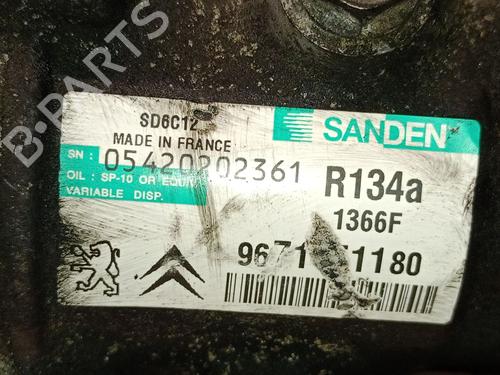 B-PARTS
SD6C12
MADE IN FRANCE
SANDEN
SN: 05420202361
OIL : SP-10 OR EQUIV
VARIABLE DISP.
R134a
1366F